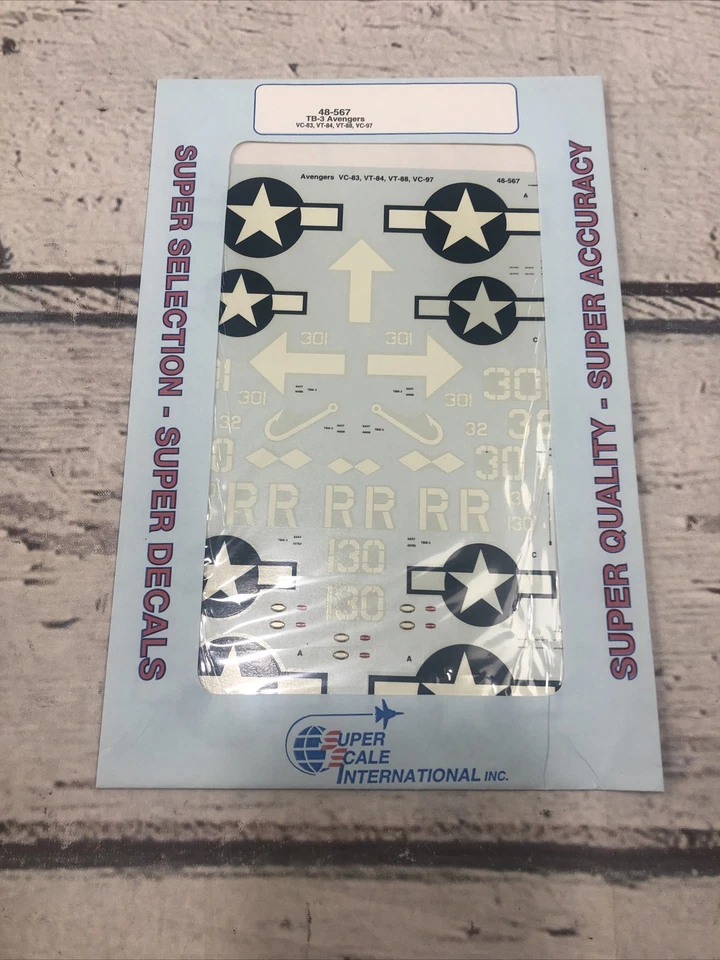 48-567
TB-3 Avengers
VC-83, VT-84, VT-88, VC-97
SUPER SELECTION - SUPER DECALS
SUPER QUALITY - SUPER ACCURACY
Avengers VC-83, VT-84, VT-88, VC-97 48-567
A
C
301 301
301 301
30
32 32
30
RR RR RR
130
130
130
C
A A
SUPER
SCALE
INTERNATIONAL INC.